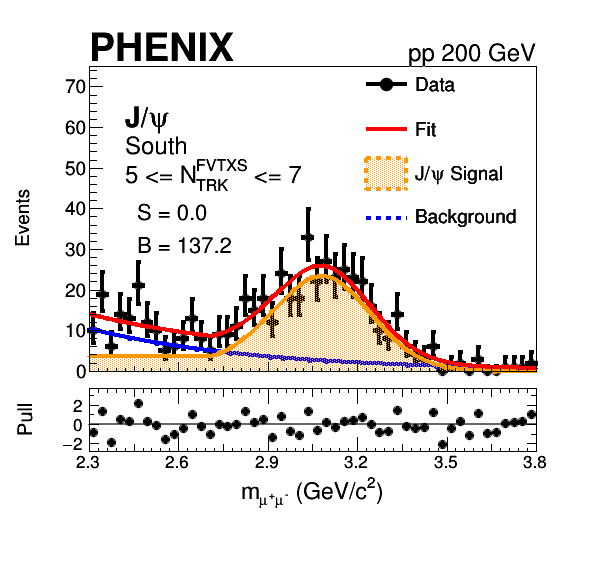 PHENIX pp 200 GeV
J/ψ
South
5 <= N_TRK^FVTXS <= 7
S = 0.0
B = 137.2
Data
Fit
J/ψ Signal
Background
Events
70
60
50
40
30
20
10
0
Pull
2
0
−2
2.3 2.6 2.9 3.2 3.5 3.8
m_μ⁺μ⁻ (GeV/c²)